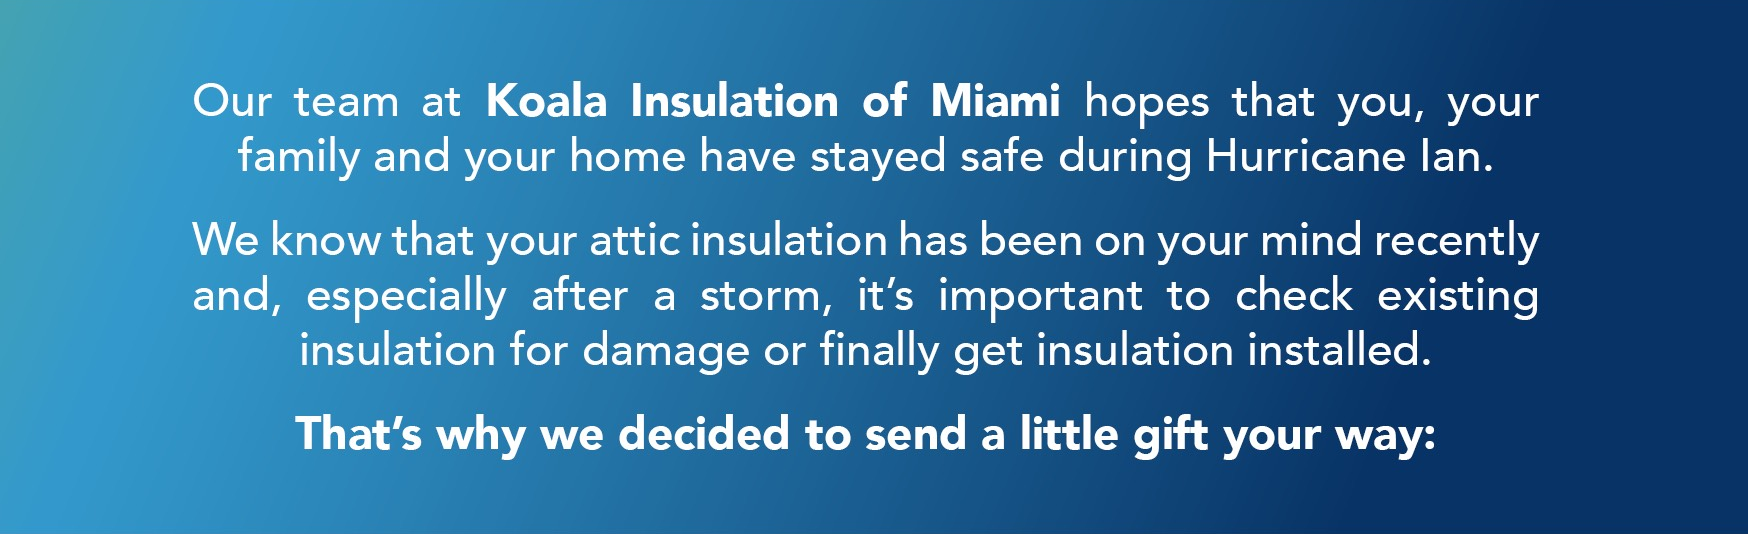 Our team at Koala Insulation of Miami hopes that you, your
family and your home have stayed safe during Hurricane Ian.
We know that your attic insulation has been on your mind recently
and, especially after a storm, it’s important to check existing
insulation for damage or finally get insulation installed.
That’s why we decided to send a little gift your way: